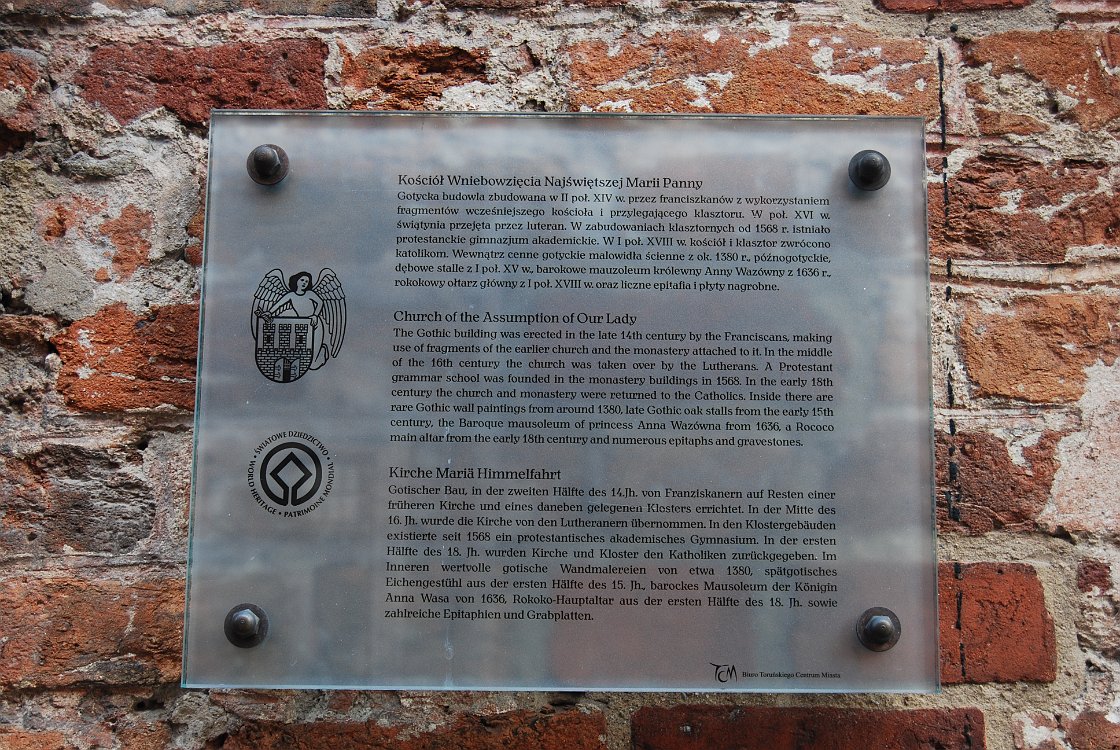 Kościół Wniebowzięcia Najświętszej Marii Panny
Gotycka budowla zbudowana w II poł. XIV w. przez franciszkanów z wykorzystaniem
fragmentów wcześniejszego kościoła i przylegającego klasztoru. W poł. XVI w.
świątynia przejęta przez luteran. W zabudowaniach klasztornych od 1568 r. istniało
protestanckie gimnazjum akademickie. W I poł. XVIII w. kościół i klasztor zwrócono
katolikom. Wewnątrz cenne gotyckie malowidła ścienne z ok. 1380 r., późnogotyckie,
dębowe stalle z I poł. XV w., barokowe mauzoleum królewny Anny Wazówny z 1636 r.,
rokokowy ołtarz główny z I poł. XVIII w. oraz liczne epitafia i płyty nagrobne.
Church of the Assumption of Our Lady
The Gothic building was erected in the late 14th century by the Franciscans, making
use of fragments of the earlier church and the monastery attached to it. In the middle
of the 16th century the church was taken over by the Lutherans. A Protestant
grammar school was founded in the monastery buildings in 1568. In the early 18th
century the church and monastery were returned to the Catholics. Inside there are
rare Gothic wall paintings from around 1380, late Gothic oak stalls from the early 15th
century, the Baroque mausoleum of princess Anna Wazówna from 1636, a Rococo
main altar from the early 18th century and numerous epitaphs and gravestones.
ŚWIATOWE DZIEDZICTWO •
WORLD HERITAGE • PATRIMOINE MONDIAL •
Kirche Mariä Himmelfahrt
Gotischer Bau, in der zweiten Hälfte des 14.Jh. von Franziskanern auf Resten einer
früheren Kirche und eines daneben gelegenen Klosters errichtet. In der Mitte des
16. Jh. wurde die Kirche von den Lutheranern übernommen. In den Klostergebäuden
existierte seit 1568 ein protestantisches akademisches Gymnasium. In der ersten
Hälfte des 18. Jh. wurden Kirche und Kloster den Katholiken zurückgegeben. Im
Inneren wertvolle gotische Wandmalereien von etwa 1380, spätgotisches
Eichengestühl aus der ersten Hälfte des 15. Jh., barockes Mausoleum der Königin
Anna Wasa von 1636, Rokoko-Hauptaltar aus der ersten Hälfte des 18. Jh. sowie
zahlreiche Epitaphien und Grabplatten.
TCM Biuro Toruńskiego Centrum Miasta